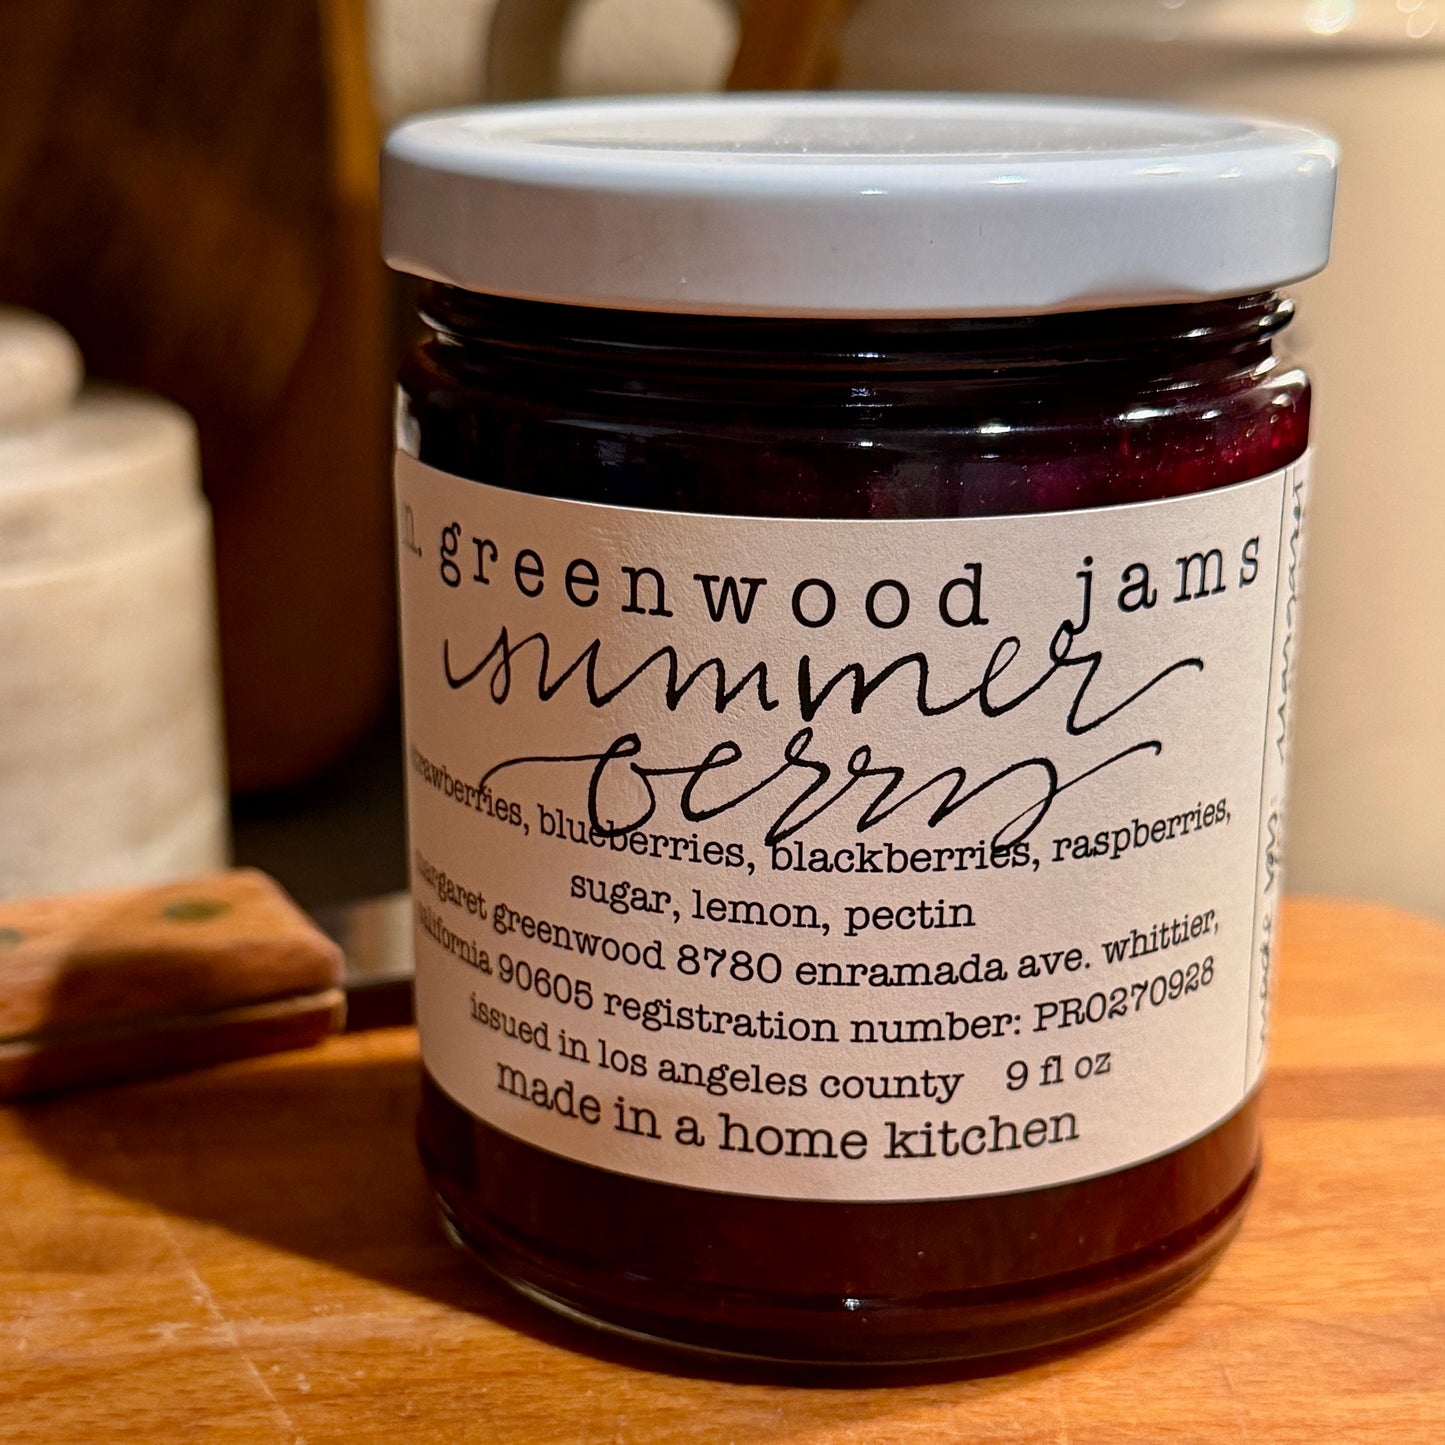 greenwood jams
summer
berry
strawberries, blueberries, blackberries, raspberries,
sugar, lemon, pectin
margaret greenwood 8780 enramada ave. whittier,
california 90605 registration number: PR0270928
issued in los angeles county 9 fl oz
made in a home kitchen